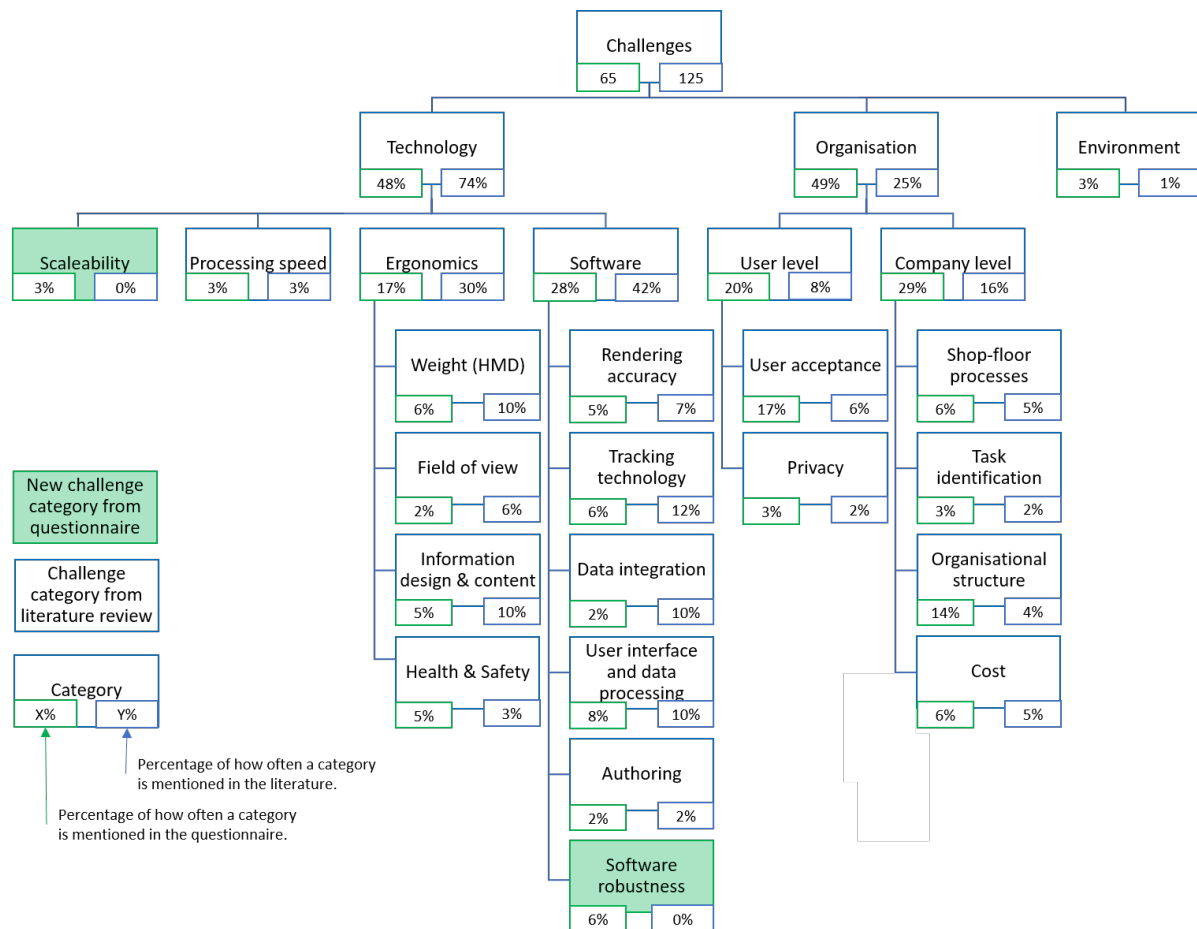 Challenges
65 125
Technology
48% 74%
Organisation
49% 25%
Environment
3% 1%
Scaleability
3% 0%
Processing speed
3% 3%
Ergonomics
17% 30%
Software
28% 42%
User level
20% 8%
Company level
29% 16%
Weight (HMD)
6% 10%
Field of view
2% 6%
Information
design & content
5% 10%
Health & Safety
5% 3%
Rendering
accuracy
5% 7%
Tracking
technology
6% 12%
Data integration
2% 10%
User interface
and data
processing
8% 10%
Authoring
2% 2%
Software
robustness
6% 0%
User acceptance
17% 6%
Privacy
3% 2%
Shop-floor
processes
6% 5%
Task
identification
3% 2%
Organisational
structure
14% 4%
Cost
6% 5%
New challenge
category from
questionnaire
Challenge
category from
literature review
Category
X% Y%
Percentage of how often a category
is mentioned in the literature.
Percentage of how often a category
is mentioned in the questionnaire.